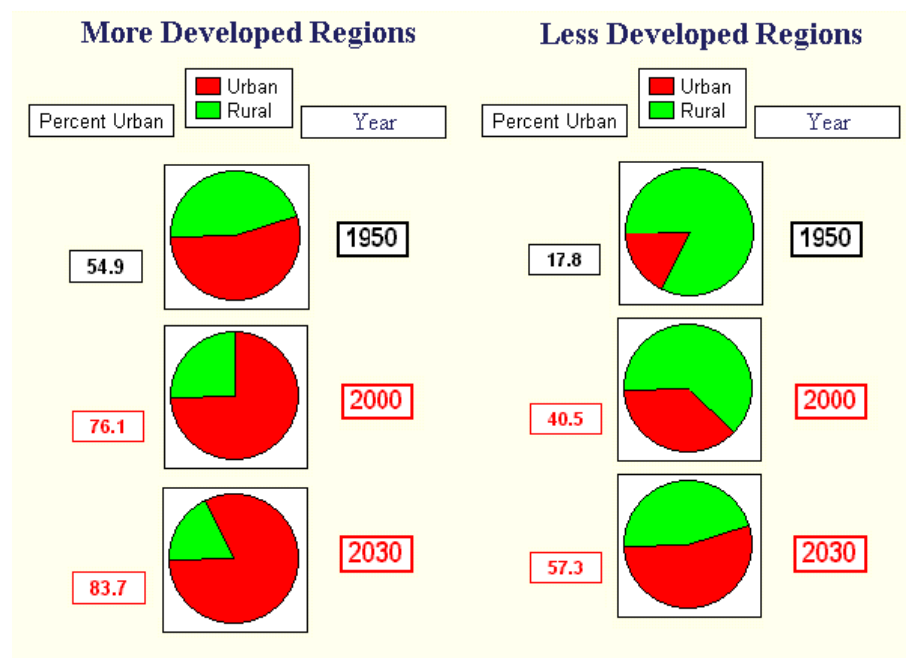 More Developed Regions
Urban
Rural
Percent Urban
Year
1950
54.9
2000
76.1
2030
83.7
Less Developed Regions
Urban
Rural
Percent Urban
Year
1950
17.8
2000
40.5
2030
57.3